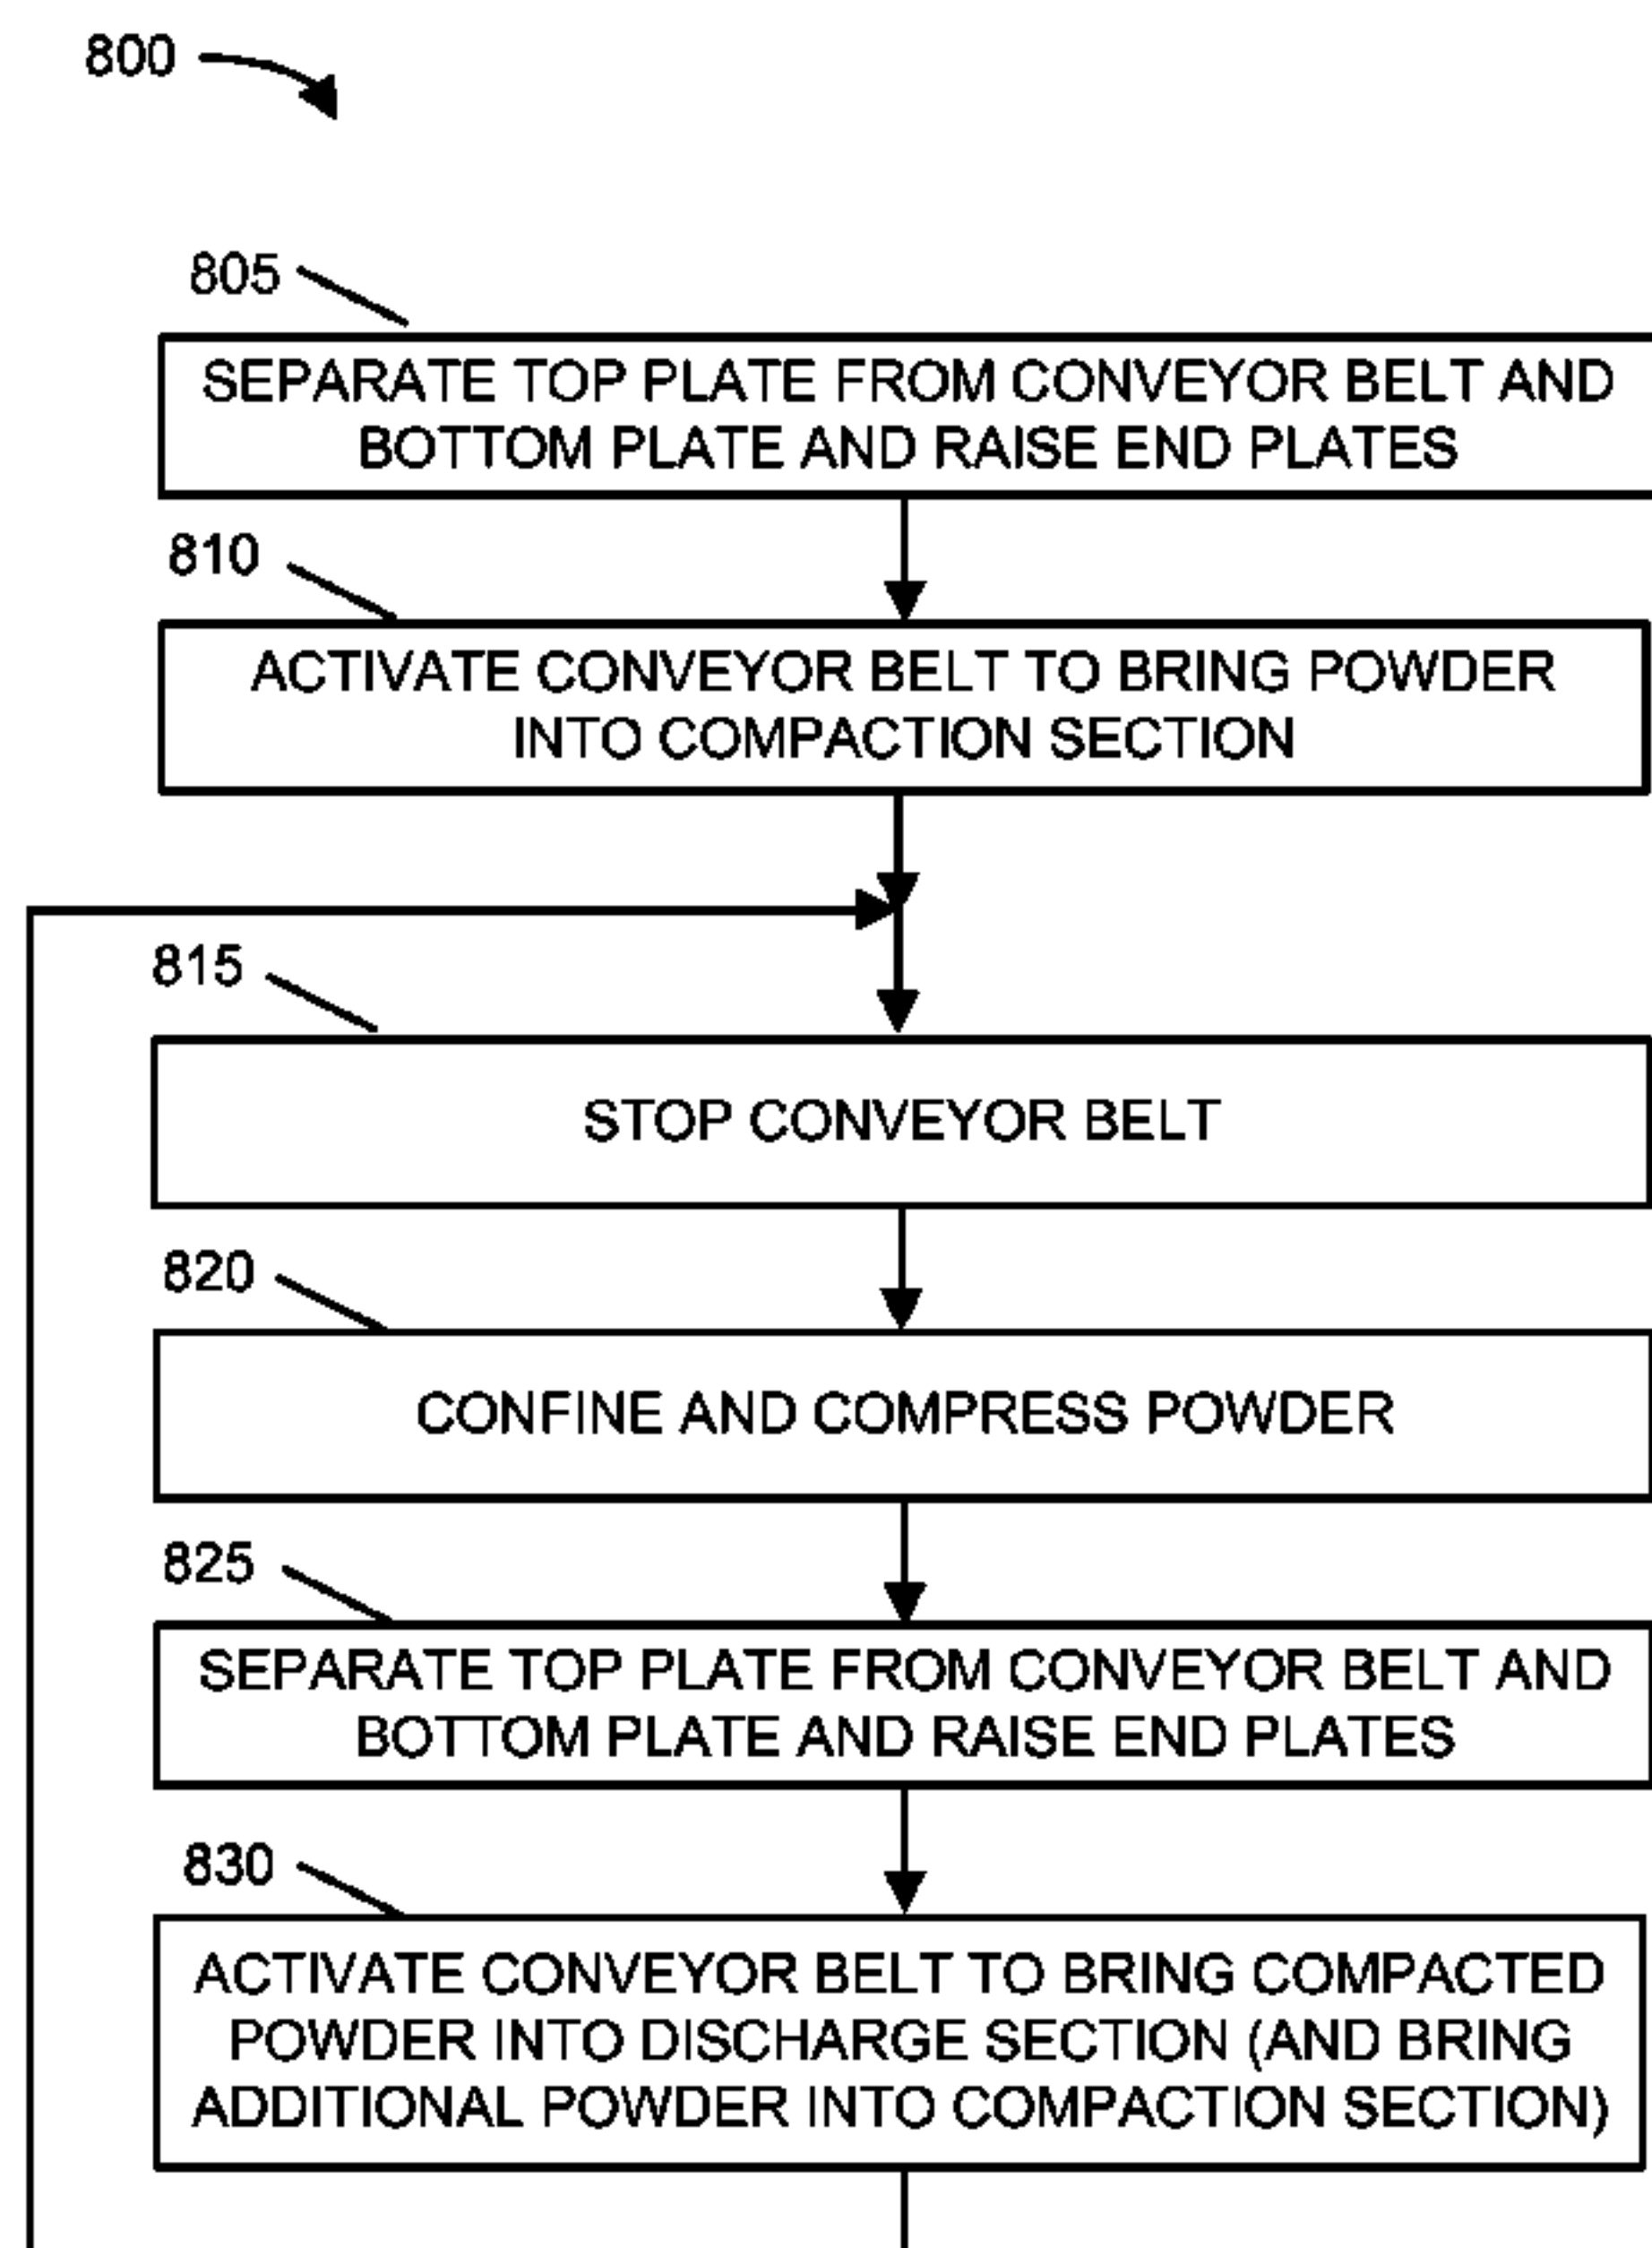 800
805
SEPARATE TOP PLATE FROM CONVEYOR BELT AND
BOTTOM PLATE AND RAISE END PLATES
810
ACTIVATE CONVEYOR BELT TO BRING POWDER
INTO COMPACTION SECTION
815
STOP CONVEYOR BELT
820
CONFINE AND COMPRESS POWDER
825
SEPARATE TOP PLATE FROM CONVEYOR BELT AND
BOTTOM PLATE AND RAISE END PLATES
830
ACTIVATE CONVEYOR BELT TO BRING COMPACTED
POWDER INTO DISCHARGE SECTION (AND BRING
ADDITIONAL POWDER INTO COMPACTION SECTION)